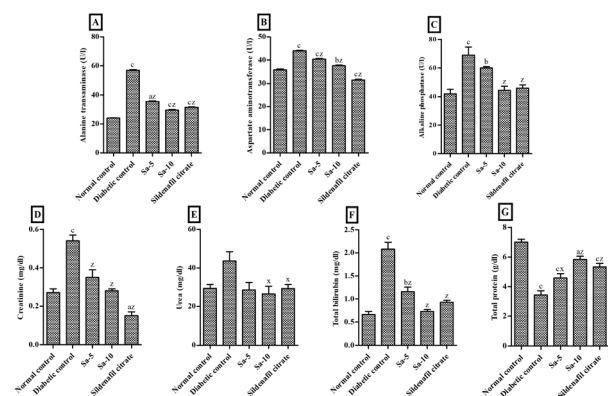 A
Alanine transaminase (U/l)
80
60
40
20
0
c
az
cz
cz
Normal control
Diabetic control
Sa-5
Sa-10
Sildenafil citrate
B
Aspartate aminotransferase (U/l)
50
40
30
20
10
0
c
cz
bz
cz
Normal control
Diabetic control
Sa-5
Sa-10
Sildenafil citrate
C
Alkaline phosphatase (U/l)
80
60
40
20
0
c
b
z
z
Normal control
Diabetic control
Sa-5
Sa-10
Sildenafil citrate
D
Creatinine (mg/dl)
0.6
0.4
0.2
0.0
c
z
z
az
Normal control
Diabetic control
Sa-5
Sa-10
Sildenafil citrate
E
Urea (mg/dl)
60
40
20
0
x
x
Normal control
Diabetic control
Sa-5
Sa-10
Sildenafil citrate
F
Total bilirubin (mg/dl)
2.5
2.0
1.5
1.0
0.5
0.0
c
bz
z
z
Normal control
Diabetic control
Sa-5
Sa-10
Sildenafil citrate
G
Total protein (g/dl)
8
6
4
2
0
c
cx
az
cz
Normal control
Diabetic control
Sa-5
Sa-10
Sildenafil citrate